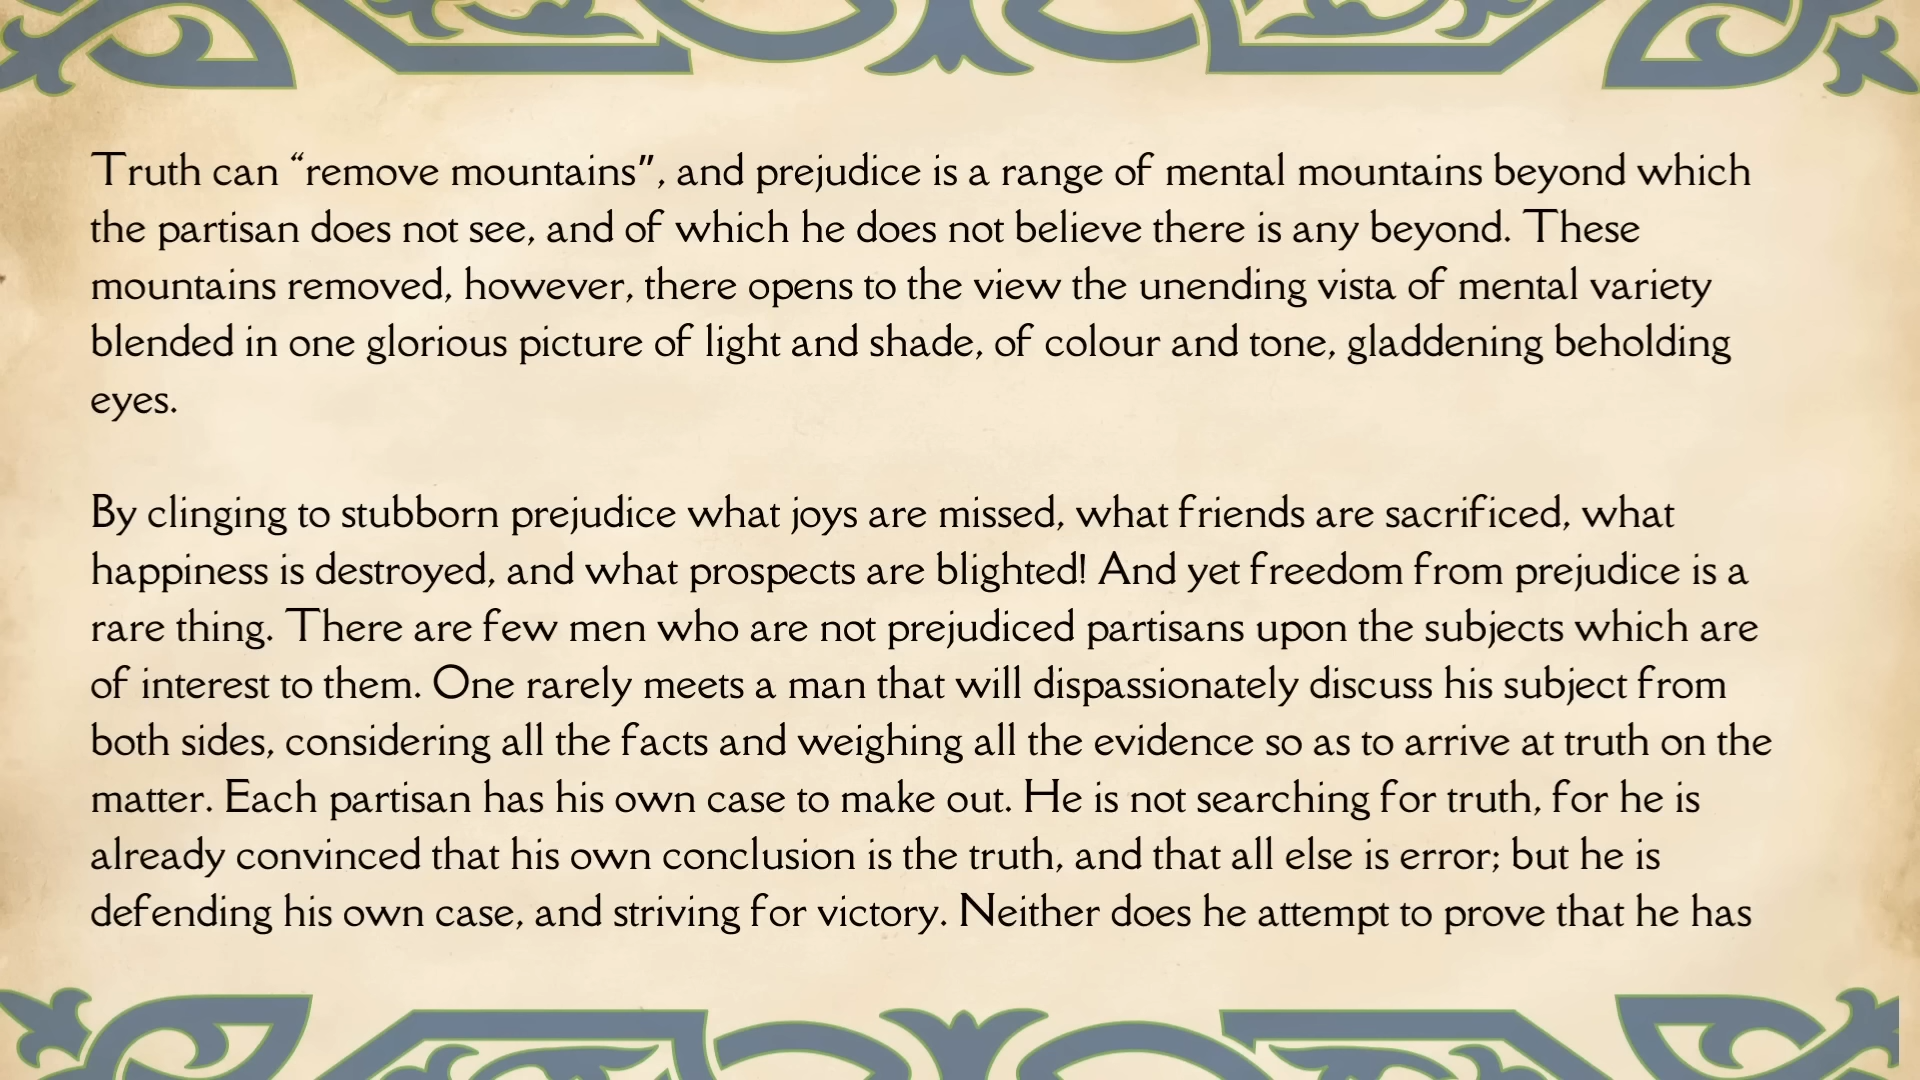 Truth can “remove mountains”, and prejudice is a range of mental mountains beyond which
the partisan does not see, and of which he does not believe there is any beyond. These
mountains removed, however, there opens to the view the unending vista of mental variety
blended in one glorious picture of light and shade, of colour and tone, gladdening beholding
eyes.
By clinging to stubborn prejudice what joys are missed, what friends are sacrificed, what
happiness is destroyed, and what prospects are blighted! And yet freedom from prejudice is a
rare thing. There are few men who are not prejudiced partisans upon the subjects which are
of interest to them. One rarely meets a man that will dispassionately discuss his subject from
both sides, considering all the facts and weighing all the evidence so as to arrive at truth on the
matter. Each partisan has his own case to make out. He is not searching for truth, for he is
already convinced that his own conclusion is the truth, and that all else is error; but he is
defending his own case, and striving for victory. Neither does he attempt to prove that he has